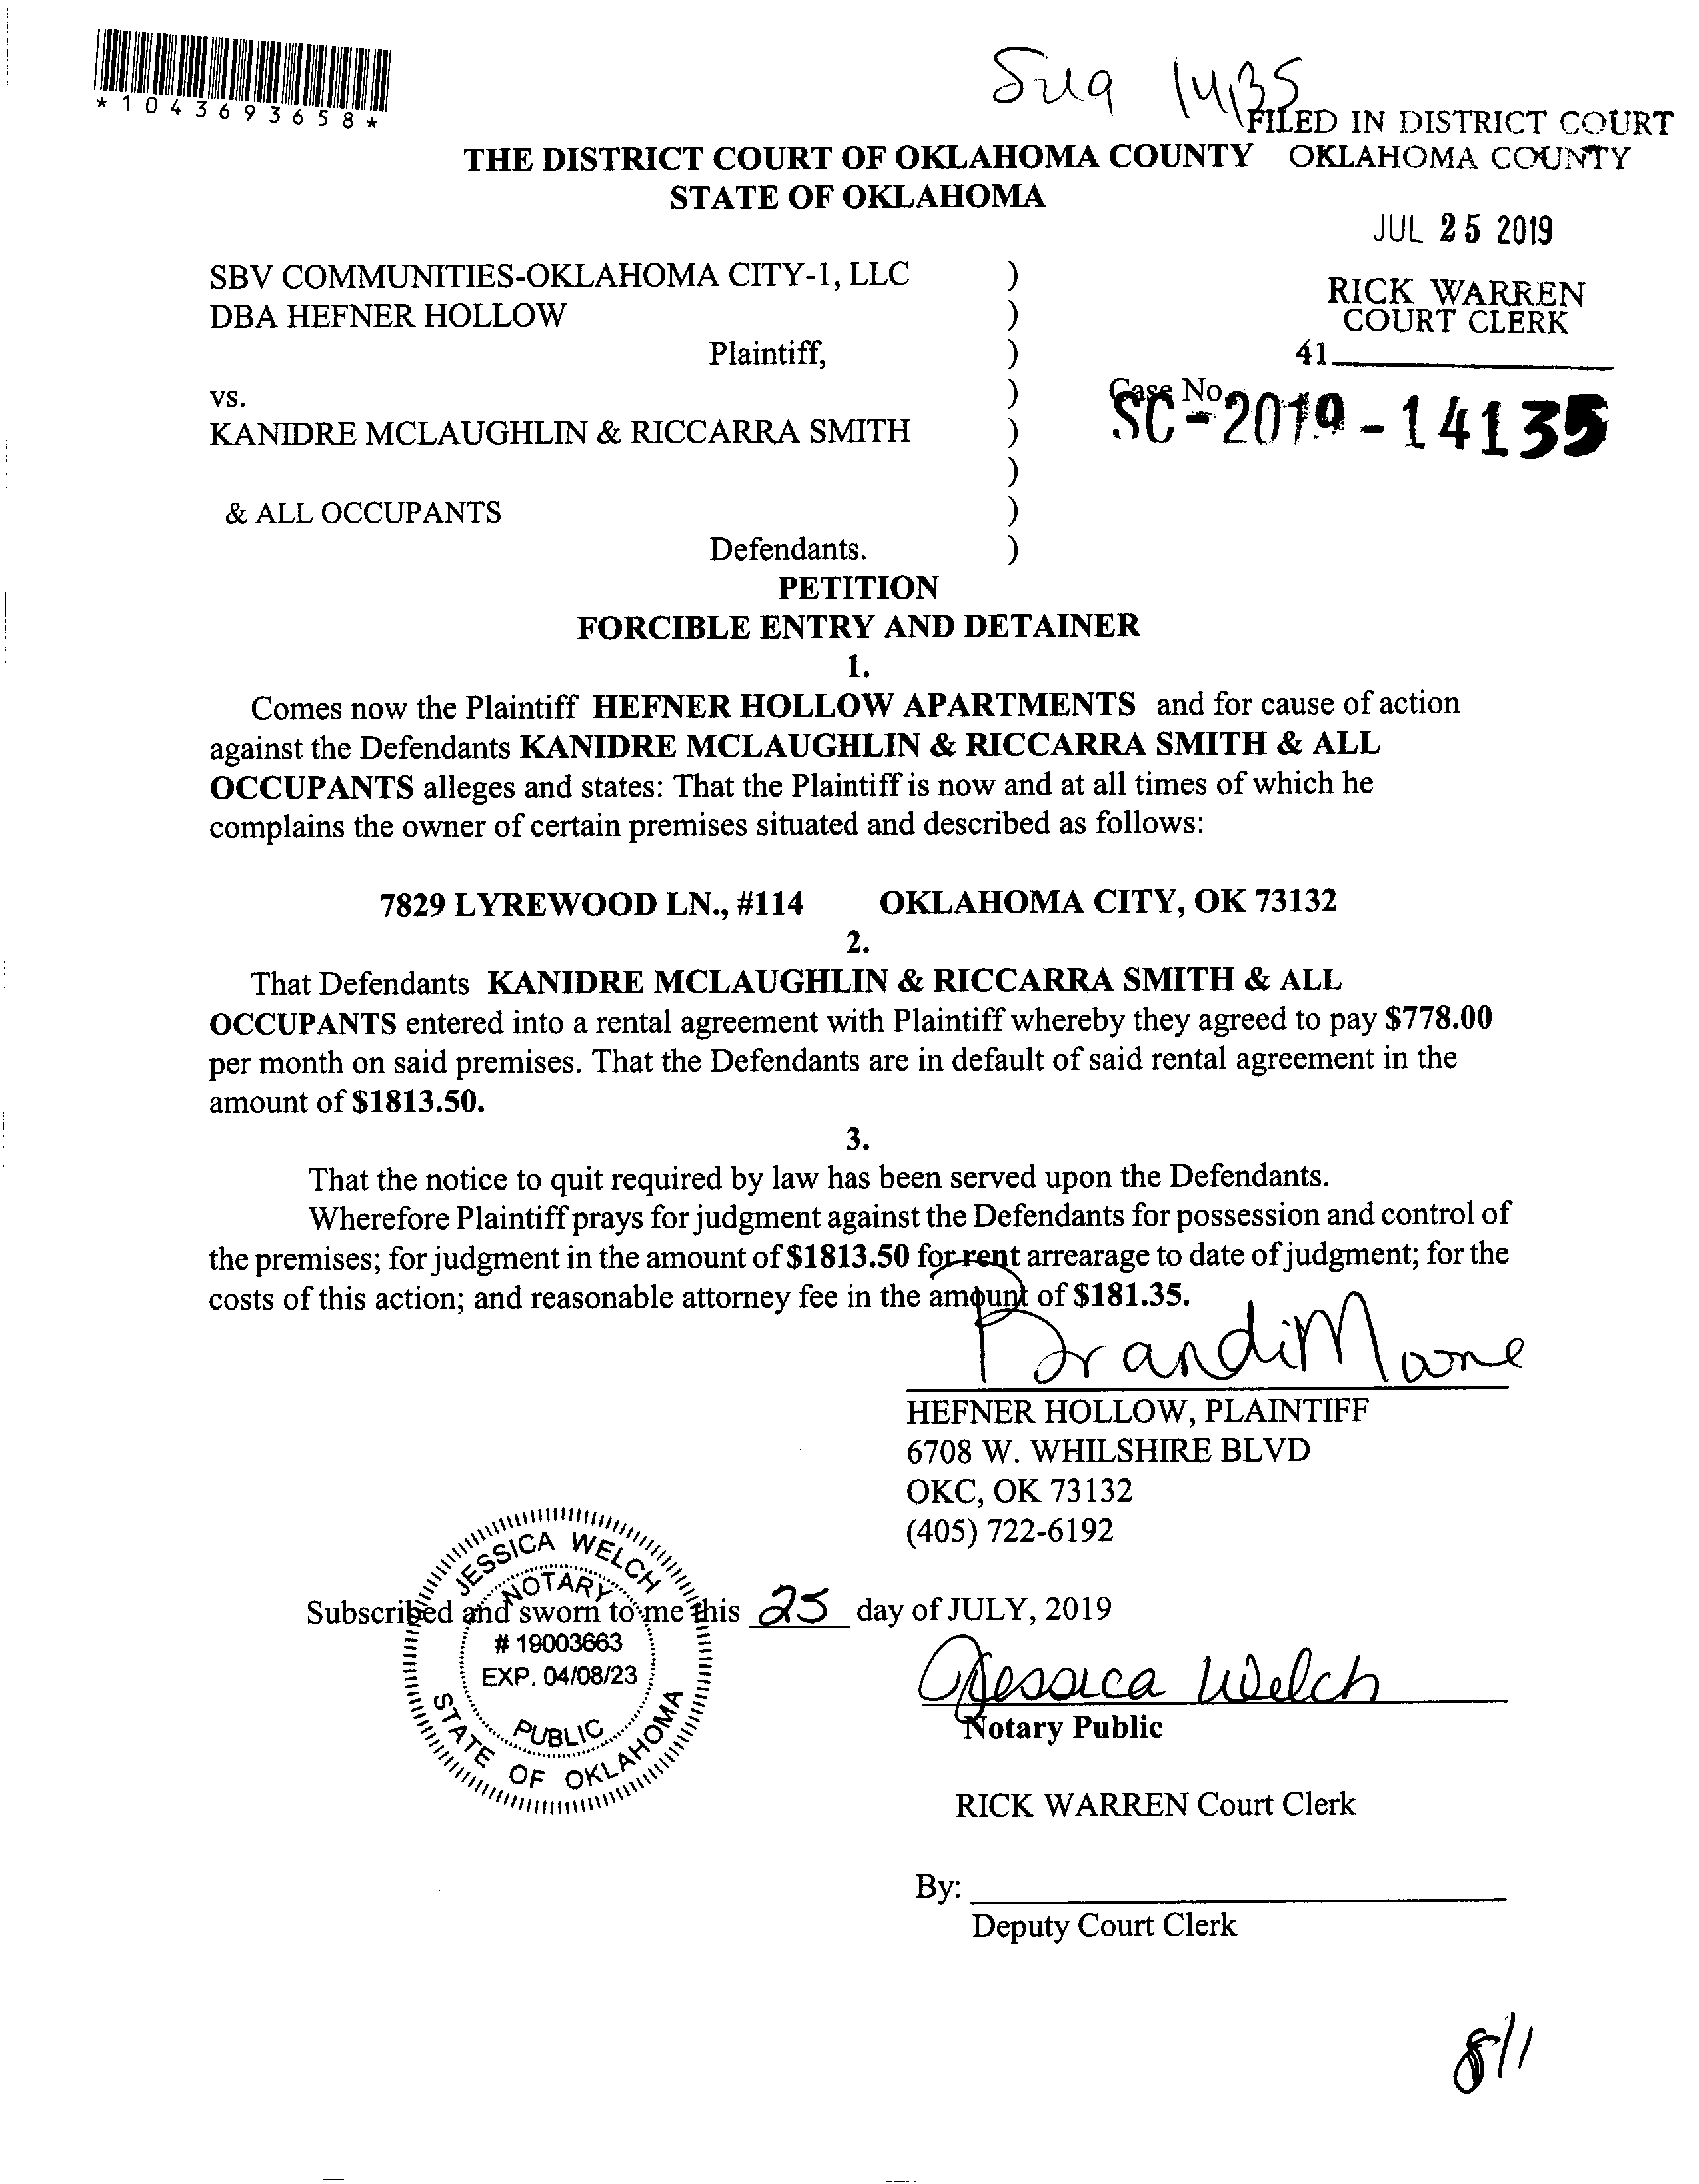 *1043693658*
14135
FILED IN DISTRICT COURT
THE DISTRICT COURT OF OKLAHOMA COUNTY OKLAHOMA COUNTY
STATE OF OKLAHOMA
JUL 25 2019
SBV COMMUNITIES-OKLAHOMA CITY-1, LLC )
DBA HEFNER HOLLOW )
RICK WARREN
COURT CLERK
Plaintiff, )
41
vs. )
Case No.
SC-2019-14135
KANIDRE MCLAUGHLIN & RICCARRA SMITH )
)
& ALL OCCUPANTS )
Defendants. )
PETITION
FORCIBLE ENTRY AND DETAINER
1.
Comes now the Plaintiff HEFNER HOLLOW APARTMENTS and for cause of action
against the Defendants KANIDRE MCLAUGHLIN & RICCARRA SMITH & ALL
OCCUPANTS alleges and states: That the Plaintiff is now and at all times of which he
complains the owner of certain premises situated and described as follows:
7829 LYREWOOD LN., #114 OKLAHOMA CITY, OK 73132
2.
That Defendants KANIDRE MCLAUGHLIN & RICCARRA SMITH & ALL
OCCUPANTS entered into a rental agreement with Plaintiff whereby they agreed to pay $778.00
per month on said premises. That the Defendants are in default of said rental agreement in the
amount of $1813.50.
3.
That the notice to quit required by law has been served upon the Defendants.
Wherefore Plaintiff prays for judgment against the Defendants for possession and control of
the premises; for judgment in the amount of $1813.50 for rent arrearage to date of judgment; for the
costs of this action; and reasonable attorney fee in the amount of $181.35.
Brandi Moore
HEFNER HOLLOW, PLAINTIFF
6708 W. WHILSHIRE BLVD
OKC, OK 73132
(405) 722-6192
JESSICA WELCH
NOTARY
Subscribed and sworn to me this 25 day of JULY, 2019
# 19003663
EXP. 04/08/23
PUBLIC
STATE OF OKLAHOMA
Jessica Welch
Notary Public
RICK WARREN Court Clerk
By:
Deputy Court Clerk
8/1